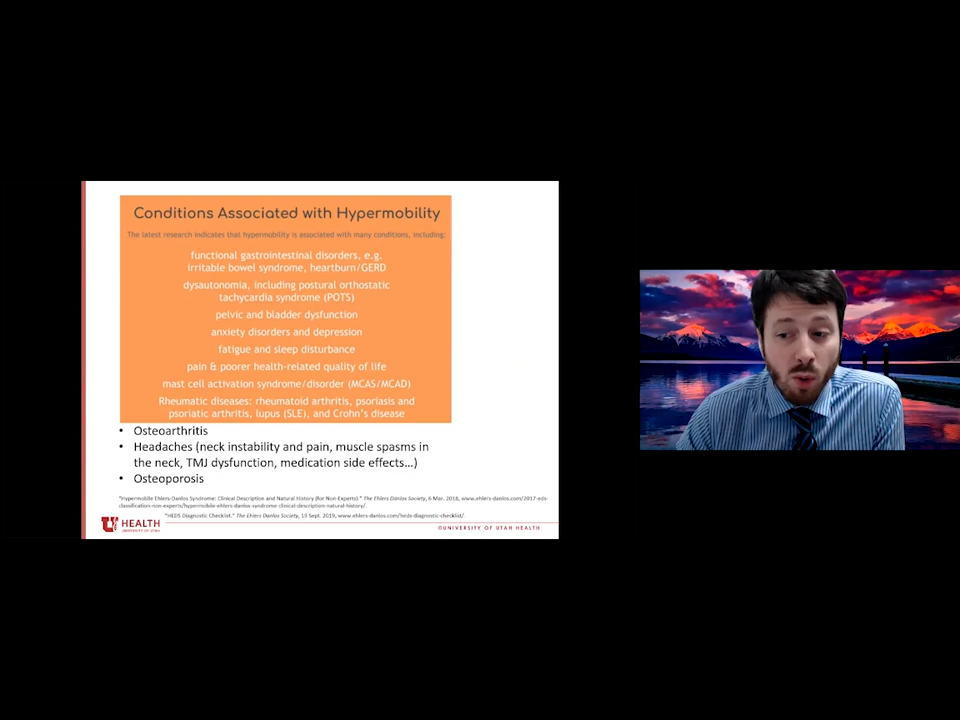 Conditions Associated with Hypermobility
The latest research indicates that hypermobility is associated with many conditions, including:
functional gastrointestinal disorders, e.g.
irritable bowel syndrome, heartburn/GERD
dysautonomia, including postural orthostatic
tachycardia syndrome (POTS)
pelvic and bladder dysfunction
anxiety disorders and depression
fatigue and sleep disturbance
pain & poorer health-related quality of life
mast cell activation syndrome/disorder (MCAS/MCAD)
Rheumatic diseases: rheumatoid arthritis, psoriasis and
psoriatic arthritis, lupus (SLE), and Crohn's disease
• Osteoarthritis
• Headaches (neck instability and pain, muscle spasms in
the neck, TMJ dysfunction, medication side effects…)
• Osteoporosis
"Hypermobile Ehlers-Danlos Syndrome: Clinical Description and Natural History (for Non-Experts)." The Ehlers Danlos Society, 6 Mar. 2018, www.ehlers-danlos.com/2017-eds-
classification-non-experts/hypermobile-ehlers-danlos-syndrome-clinical-description-natural-history/.
"HEDS Diagnostic Checklist." The Ehlers Danlos Society, 19 Sept. 2019, www.ehlers-danlos.com/heds-diagnostic-checklist/.
U HEALTH
UNIVERSITY OF UTAH
©UNIVERSITY OF UTAH HEALTH